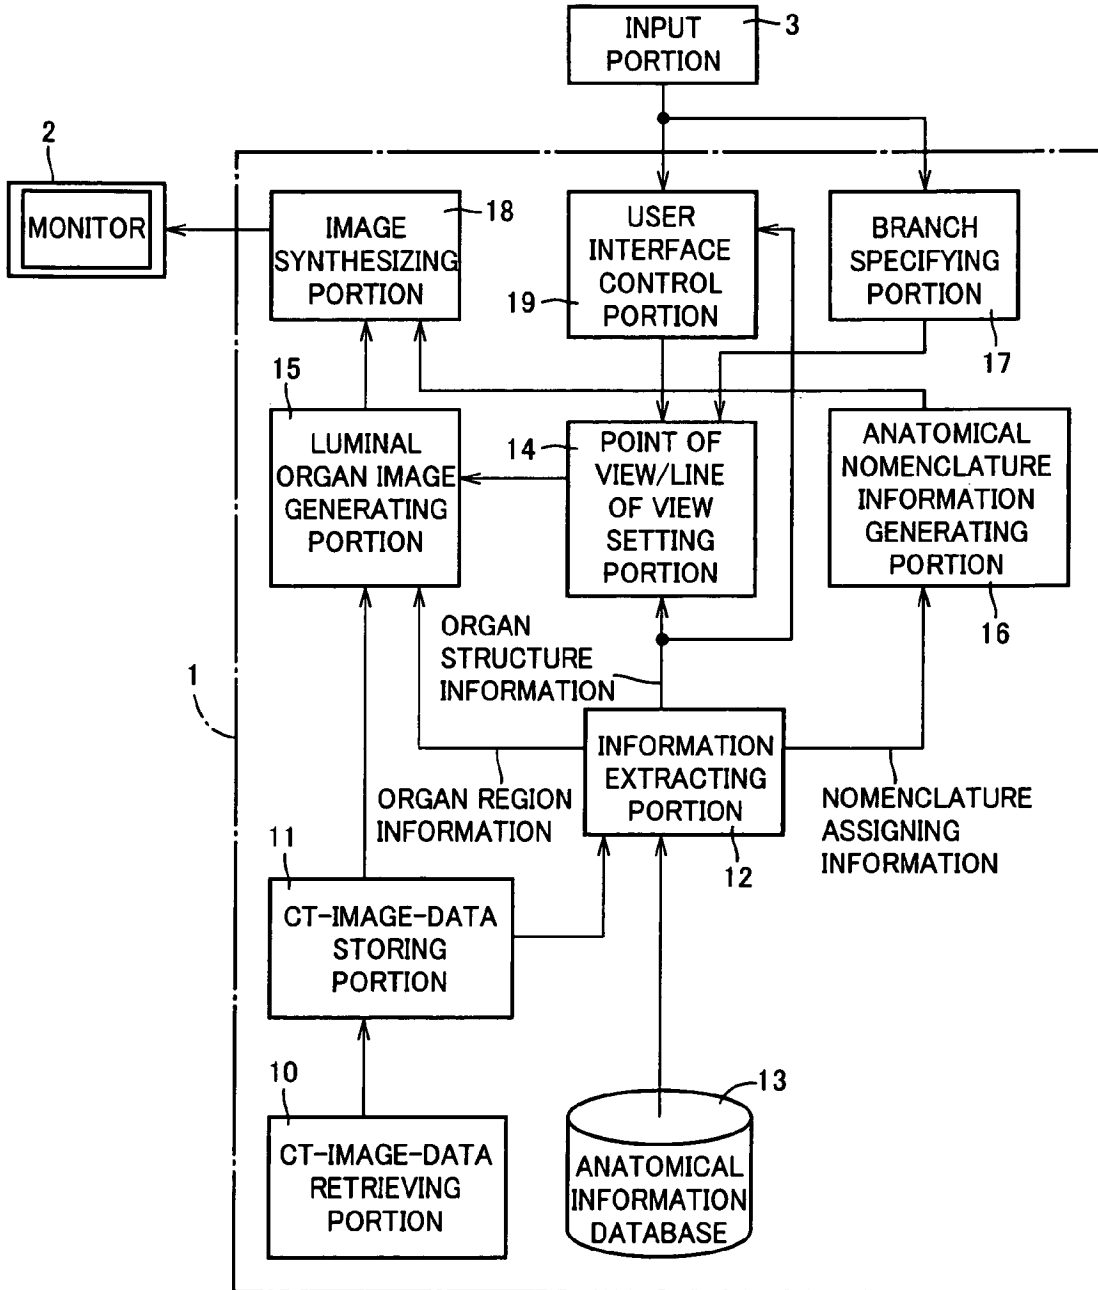 INPUT
PORTION
3
2
MONITOR
IMAGE
SYNTHESIZING
PORTION
18
USER
INTERFACE
CONTROL
PORTION
19
BRANCH
SPECIFYING
PORTION
17
15
LUMINAL
ORGAN IMAGE
GENERATING
PORTION
14
POINT OF
VIEW/LINE
OF VIEW
SETTING
PORTION
ANATOMICAL
NOMENCLATURE
INFORMATION
GENERATING
PORTION
16
ORGAN
STRUCTURE
INFORMATION
1
INFORMATION
EXTRACTING
PORTION
12
ORGAN REGION
INFORMATION
NOMENCLATURE
ASSIGNING
INFORMATION
11
CT-IMAGE-DATA
STORING
PORTION
10
CT-IMAGE-DATA
RETRIEVING
PORTION
13
ANATOMICAL
INFORMATION
DATABASE